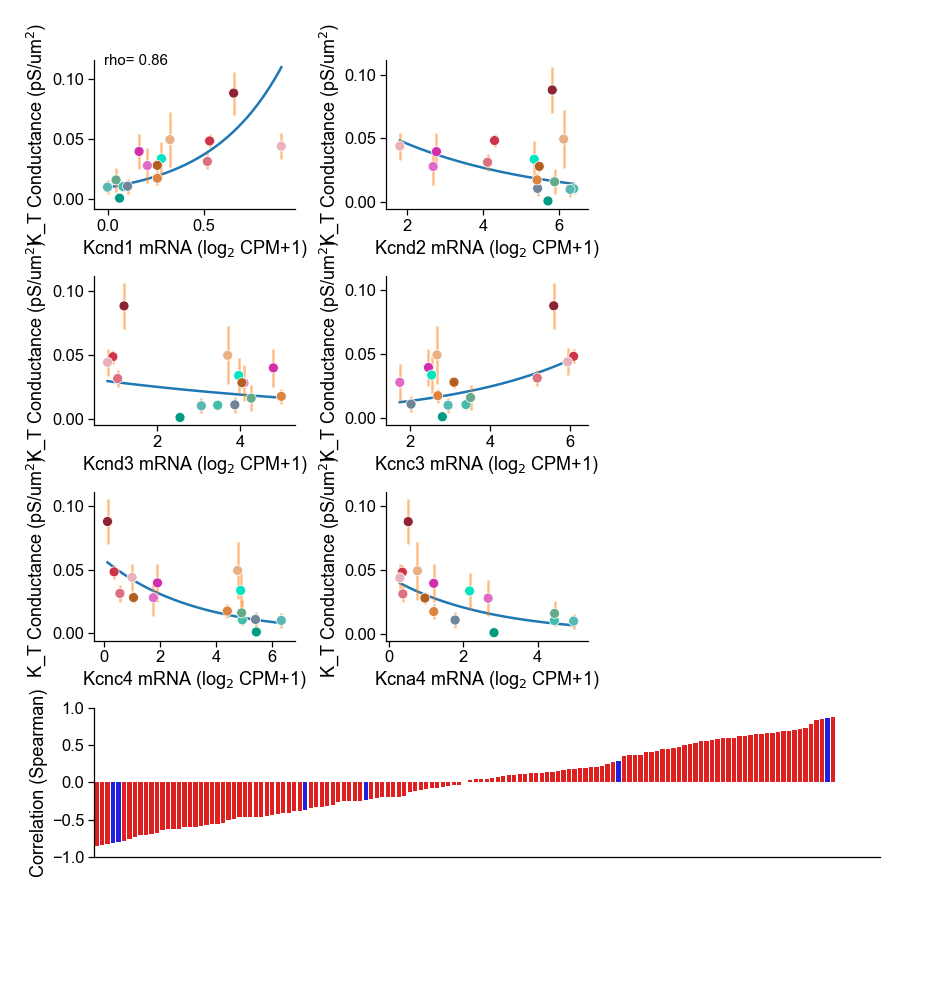 rho= 0.86
K_T Conductance (pS/um²)
0.10
0.05
0.00
0.0 0.5
Kcnd1 mRNA (log₂ CPM+1)
K_T Conductance (pS/um²)
0.10
0.05
0.00
2 4 6
Kcnd2 mRNA (log₂ CPM+1)
K_T Conductance (pS/um²)
0.10
0.05
0.00
2 4
Kcnd3 mRNA (log₂ CPM+1)
K_T Conductance (pS/um²)
0.10
0.05
0.00
2 4 6
Kcnc3 mRNA (log₂ CPM+1)
K_T Conductance (pS/um²)
0.10
0.05
0.00
0 2 4 6
Kcnc4 mRNA (log₂ CPM+1)
K_T Conductance (pS/um²)
0.10
0.05
0.00
0 2 4
Kcna4 mRNA (log₂ CPM+1)
Correlation (Spearman)
1.0
0.5
0.0
−0.5
−1.0